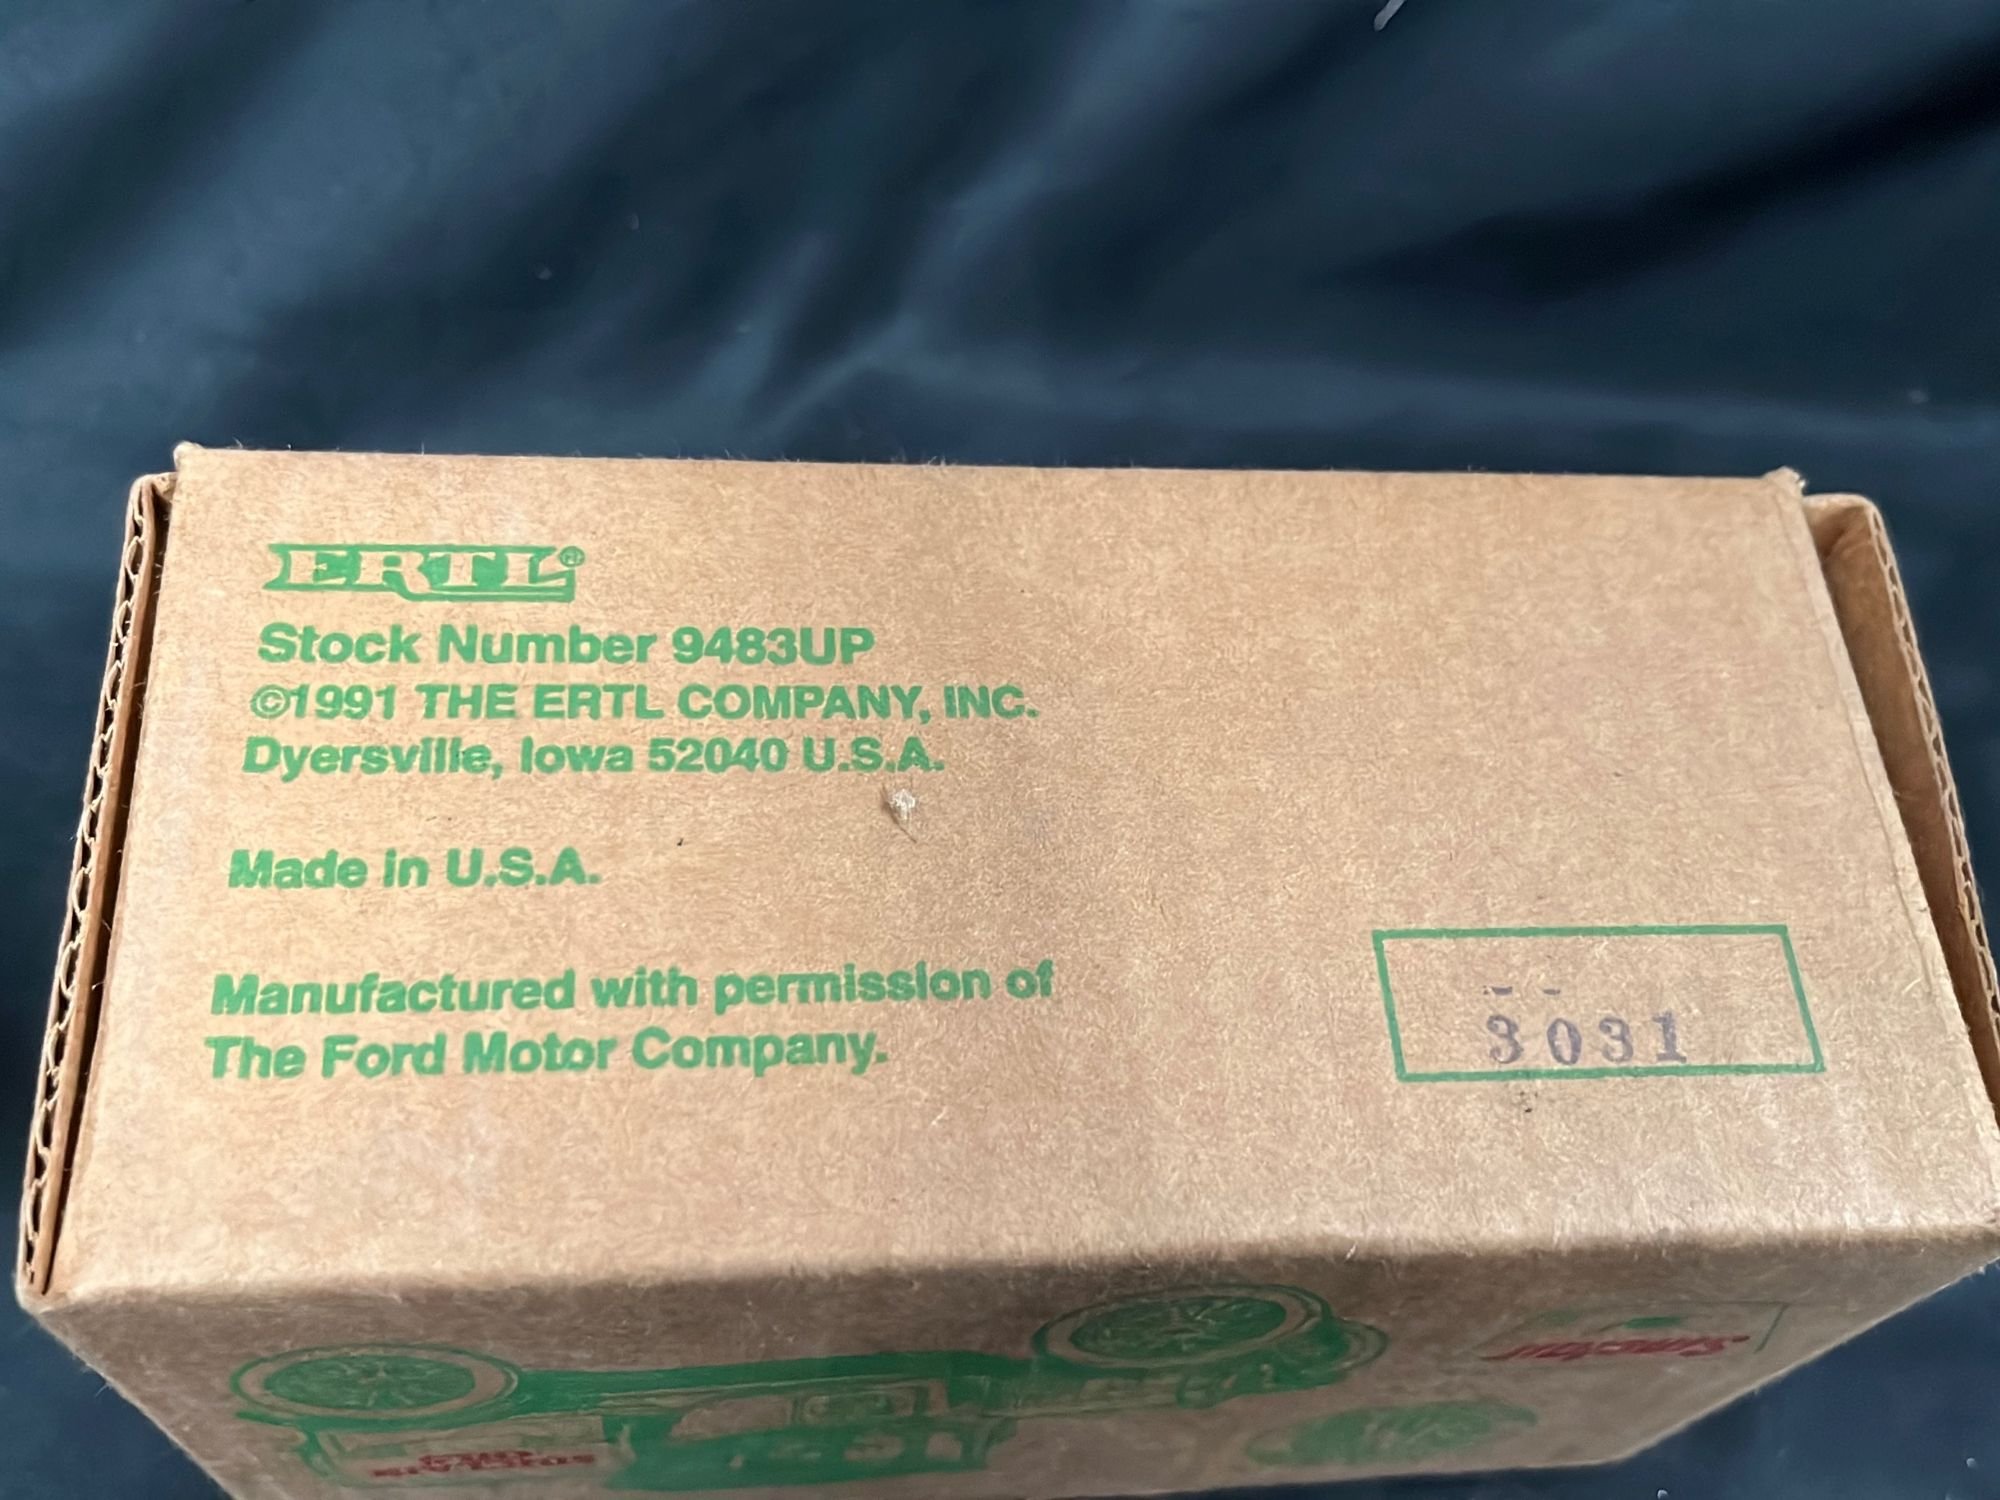 ERTL®
Stock Number 9483UP
©1991 THE ERTL COMPANY, INC.
Dyersville, Iowa 52040 U.S.A.
Made in U.S.A.
Manufactured with permission of
The Ford Motor Company.
3031